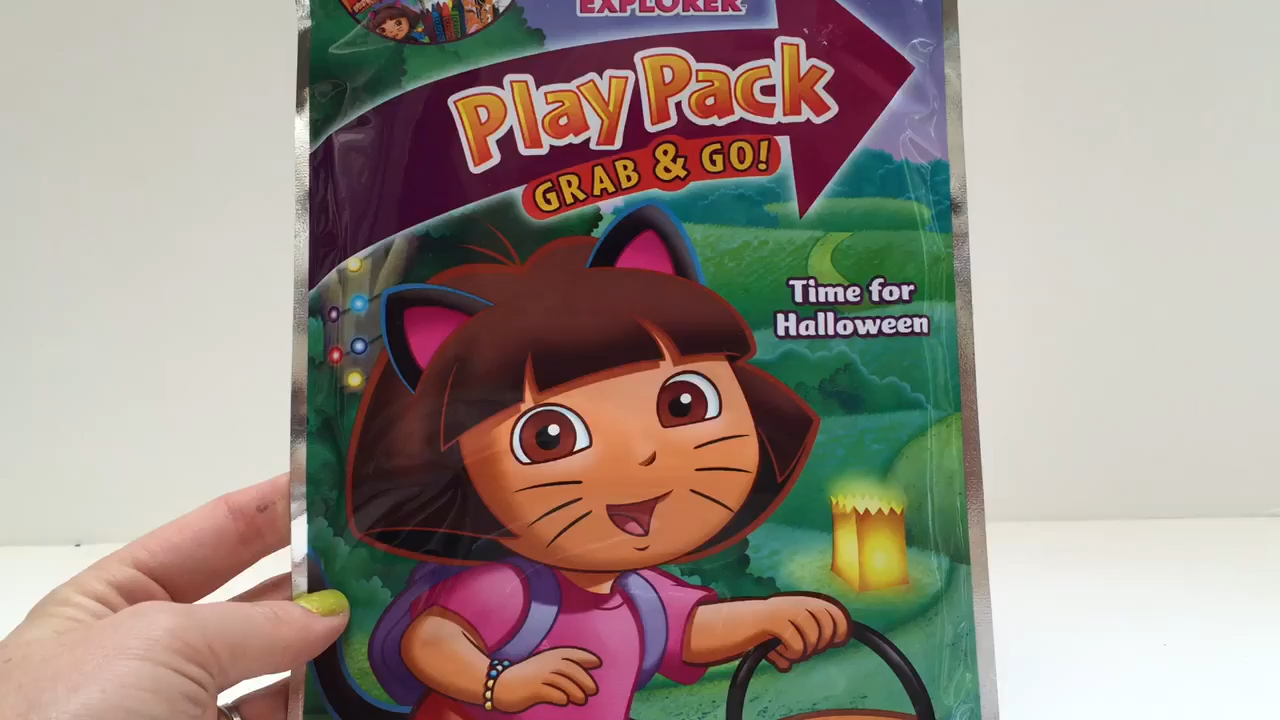 EXPLORER
Play Pack
GRAB & GO!
Time for
Halloween